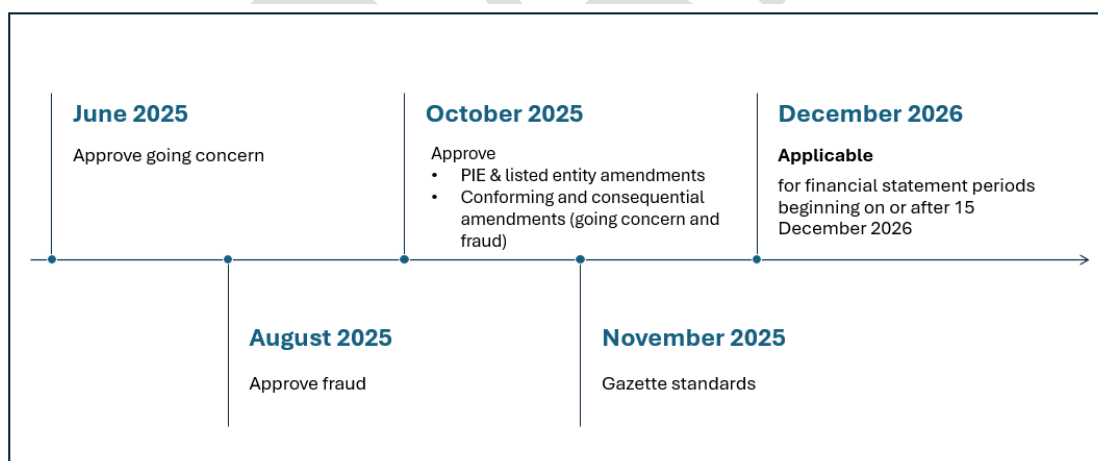 June 2025
Approve going concern
October 2025
Approve
• PIE & listed entity amendments
• Conforming and consequential
amendments (going concern and
fraud)
December 2026
Applicable
for financial statement periods
beginning on or after 15
December 2026
August 2025
Approve fraud
November 2025
Gazette standards